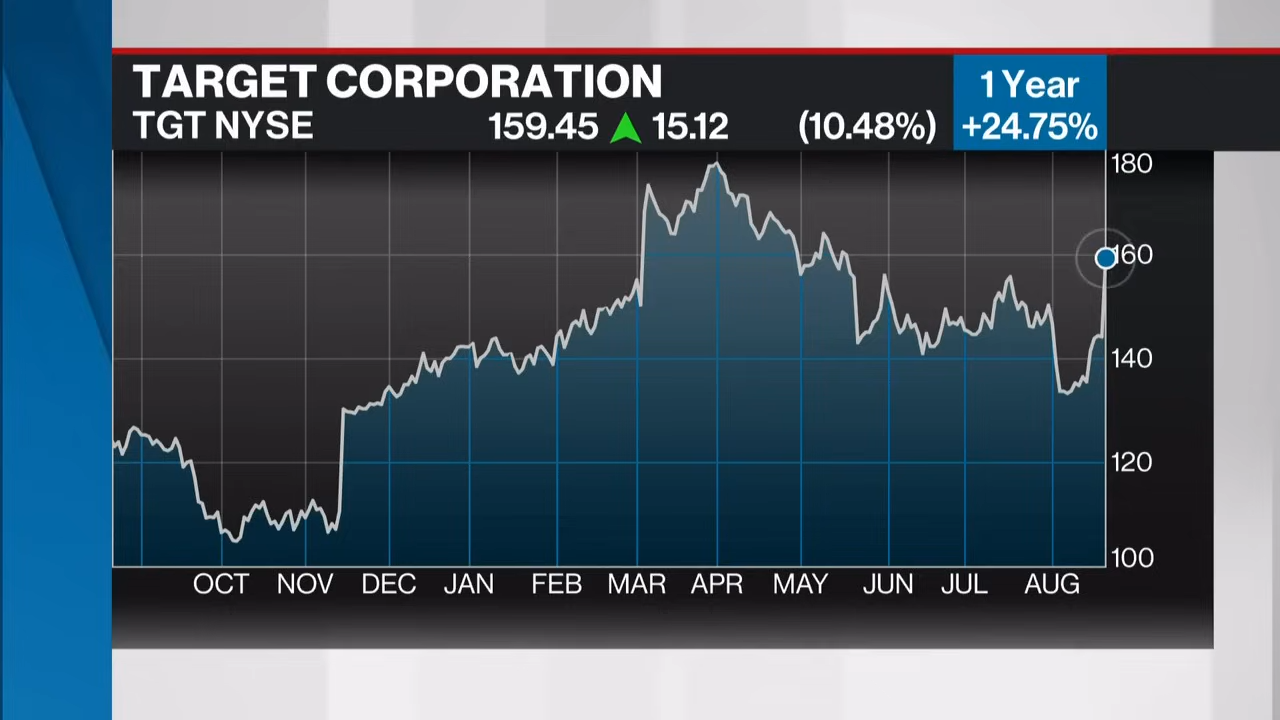 TARGET CORPORATION
TGT NYSE 159.45 ▲ 15.12 (10.48%)
1 Year
+24.75%
180
160
140
120
100
OCT NOV DEC JAN FEB MAR APR MAY JUN JUL AUG